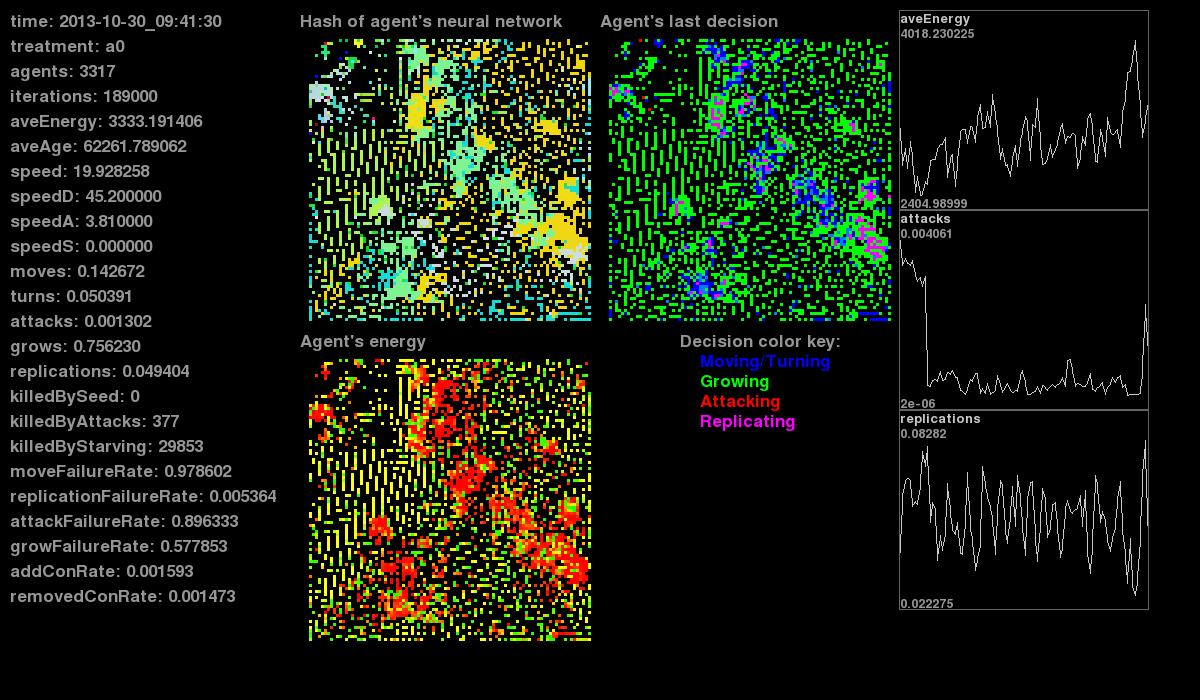 time: 2013-10-30_09:41:30
treatment: a0
agents: 3317
iterations: 189000
aveEnergy: 3333.191406
aveAge: 62261.789062
speed: 19.928258
speedD: 45.200000
speedA: 3.810000
speedS: 0.000000
moves: 0.142672
turns: 0.050391
attacks: 0.001302
grows: 0.756230
replications: 0.049404
killedBySeed: 0
killedByAttacks: 377
killedByStarving: 29853
moveFailureRate: 0.978602
replicationFailureRate: 0.005364
attackFailureRate: 0.896333
growFailureRate: 0.577853
addConRate: 0.001593
removedConRate: 0.001473
Hash of agent's neural network
Agent's last decision
Agent's energy
Decision color key:
Moving/Turning
Growing
Attacking
Replicating
aveEnergy
4018.230225
2404.98999
attacks
0.004061
2e-06
replications
0.08282
0.022275